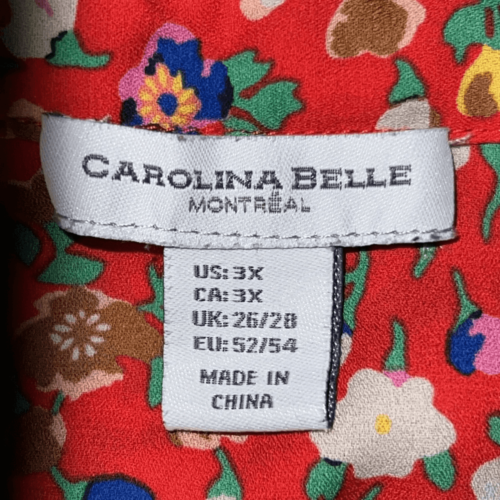 CAROLINA BELLE
MONTRÉAL
US: 3X
CA: 3X
UK: 26/28
EU: 52/54
MADE IN
CHINA